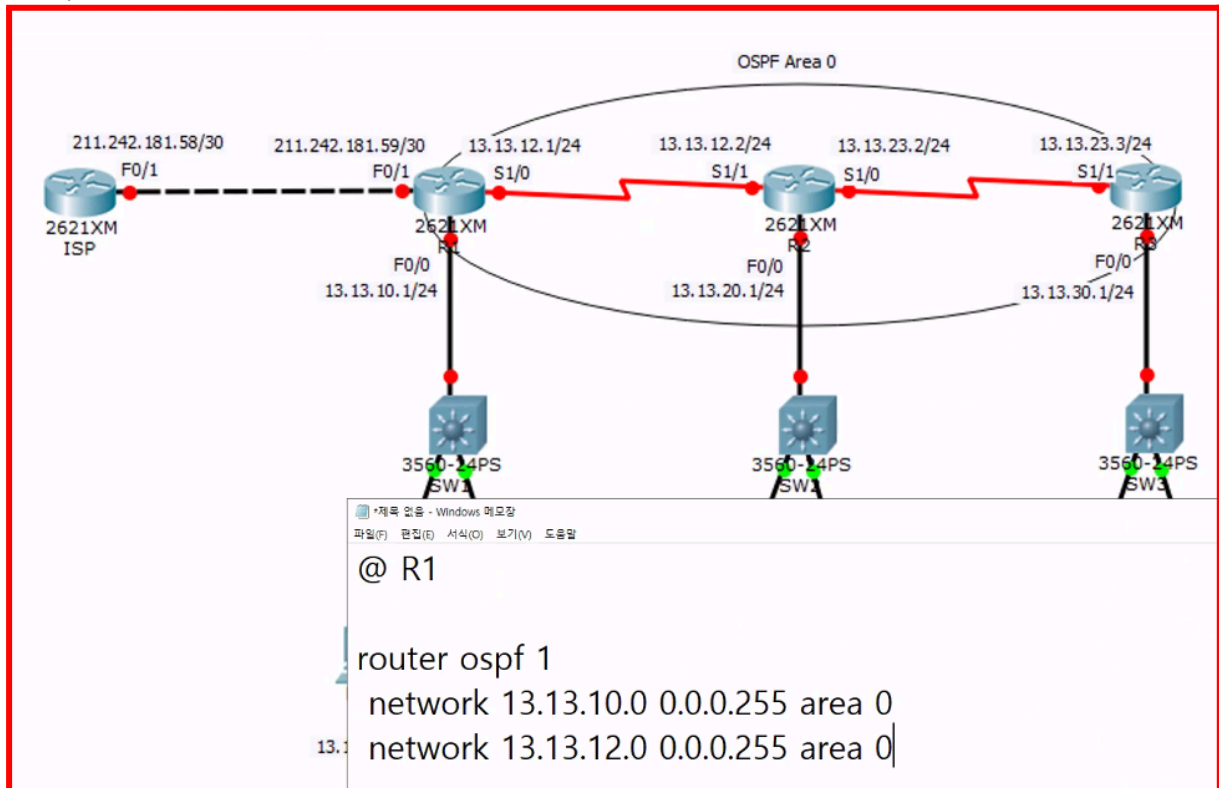 OSPF Area 0
211.242.181.58/30
211.242.181.59/30
13.13.12.1/24
13.13.12.2/24
13.13.23.2/24
13.13.23.3/24
F0/1
F0/1
S1/0
S1/1
S1/0
S1/1
2621XM
ISP
2621XM
R1
2621XM
R2
2621XM
R3
F0/0
13.13.10.1/24
F0/0
13.13.20.1/24
F0/0
13.13.30.1/24
3560-24PS
SW1
3560-24PS
SW2
3560-24PS
SW3
*제목 없음 - Windows 메모장
파일(F) 편집(E) 서식(O) 보기(V) 도움말
@ R1
router ospf 1
network 13.13.10.0 0.0.0.255 area 0
network 13.13.12.0 0.0.0.255 area 0
13.1